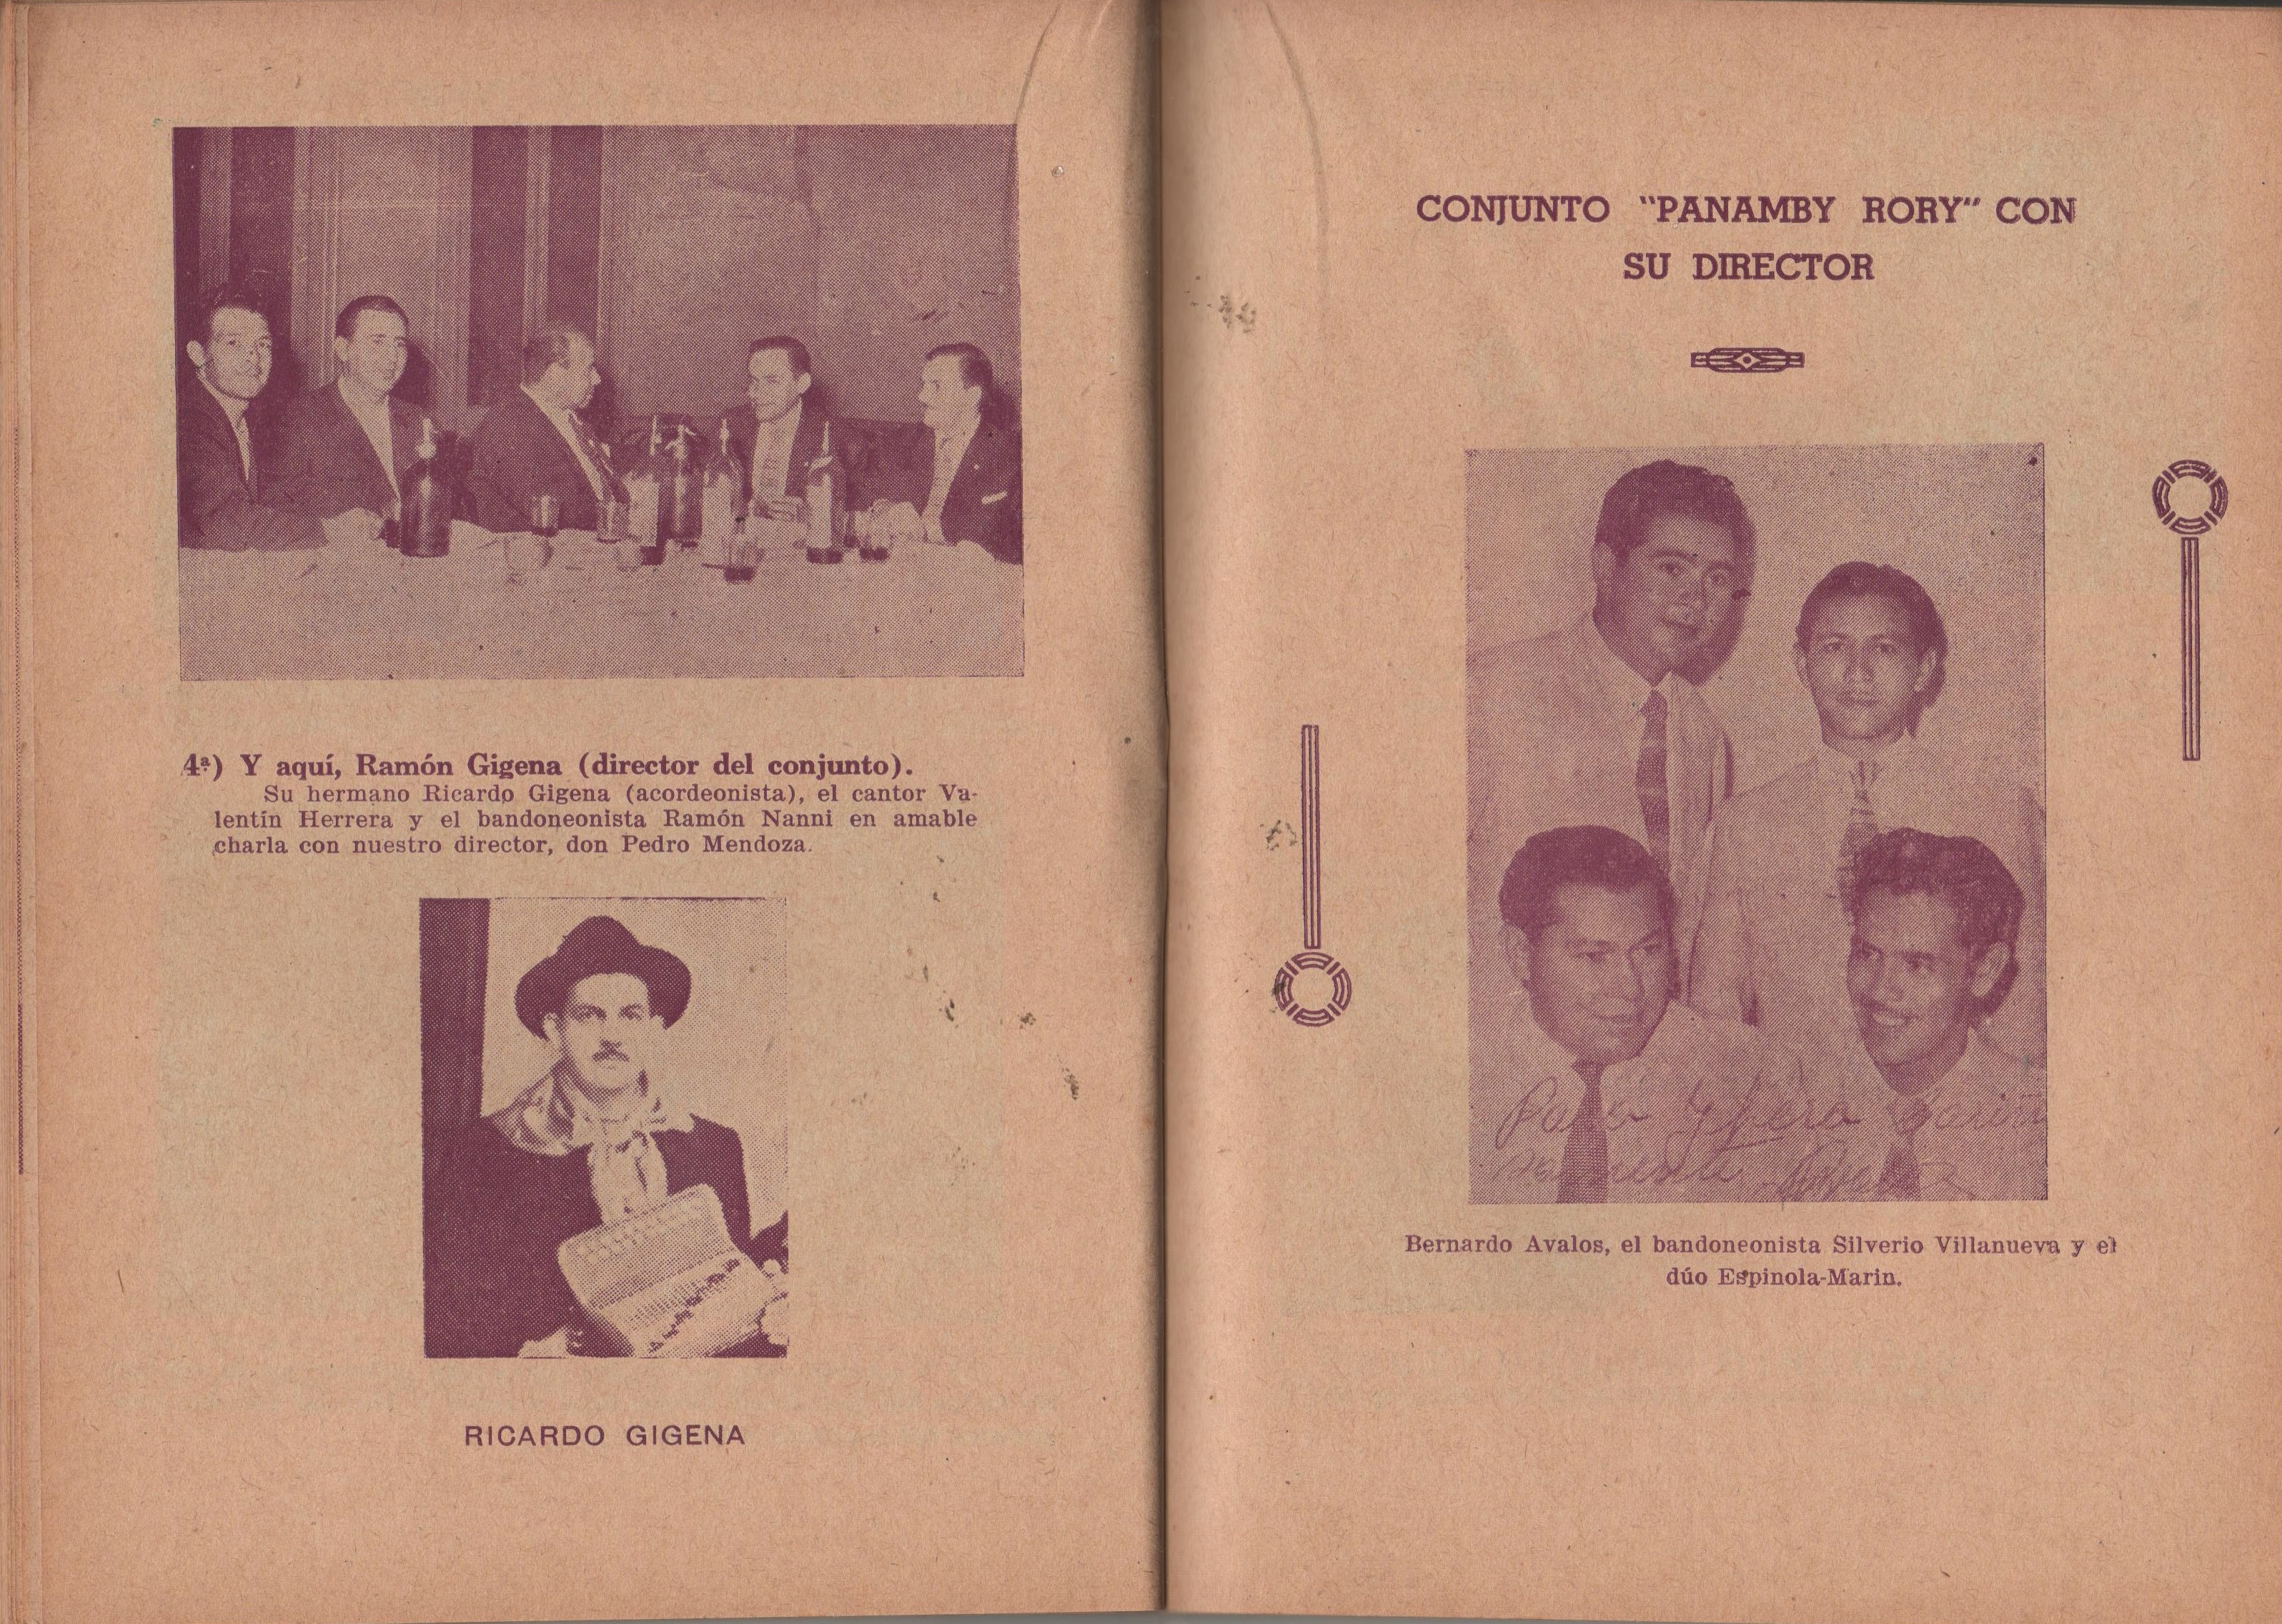 4ª) Y aquí, Ramón Gigena (director del conjunto).
Su hermano Ricardo Gigena (acordeonista), el cantor Va-
lentín Herrera y el bandoneonista Ramón Nanni en amable
charla con nuestro director, don Pedro Mendoza.
RICARDO GIGENA
CONJUNTO "PANAMBY RORY" CON
SU DIRECTOR
Para
Bernardo Avalos, el bandoneonista Silverio Villanueva y el
dúo Espinola-Marin.